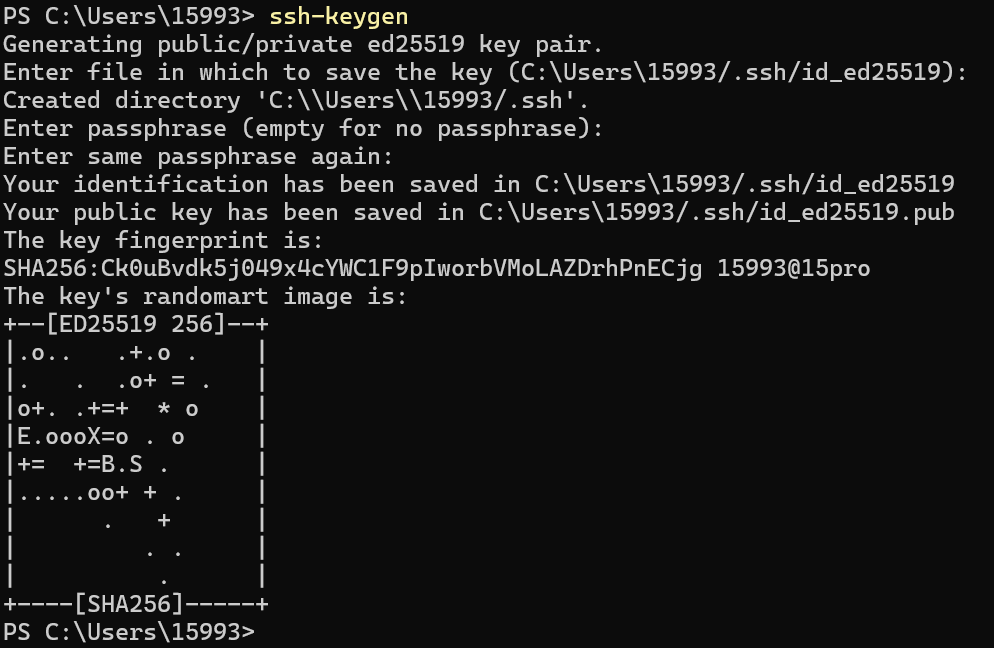 PS C:\Users\15993> ssh-keygen
Generating public/private ed25519 key pair.
Enter file in which to save the key (C:\Users\15993/.ssh/id_ed25519):
Created directory 'C:\\Users\\15993/.ssh'.
Enter passphrase (empty for no passphrase):
Enter same passphrase again:
Your identification has been saved in C:\Users\15993/.ssh/id_ed25519
Your public key has been saved in C:\Users\15993/.ssh/id_ed25519.pub
The key fingerprint is:
SHA256:Ck0uBvdk5j049x4cYWC1F9pIworbVMoLAZDrhPnECjg 15993@15pro
The key's randomart image is:
+--[ED25519 256]--+
|.o..   .+.o .    |
|.   .  .o+ = .   |
|o+. .+=+  * o    |
|E.oooX=o . o     |
|+=  +=B.S .      |
|.....oo+ + .     |
|      .   +      |
|         . .     |
|          .      |
+----[SHA256]-----+
PS C:\Users\15993>